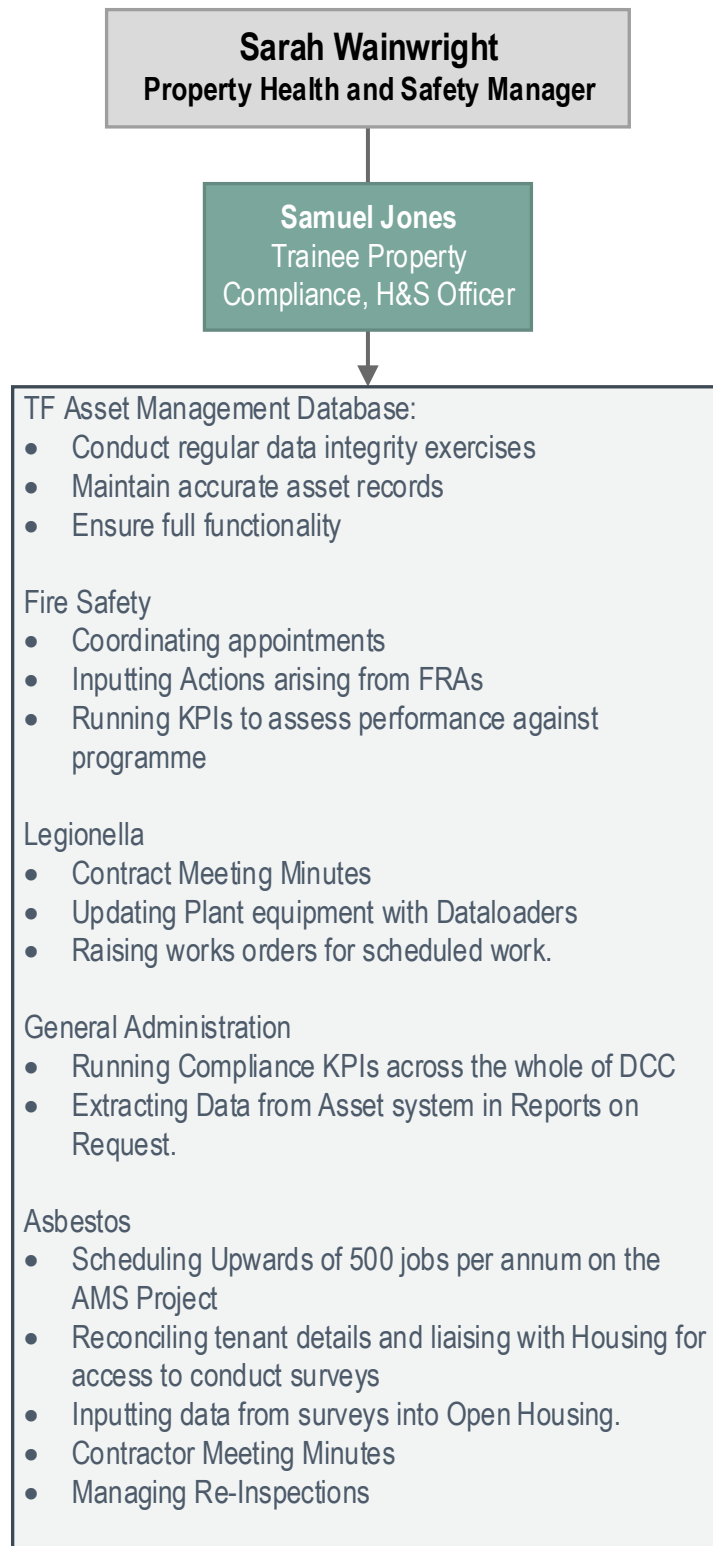 Sarah Wainwright
Property Health and Safety Manager
Samuel Jones
Trainee Property
Compliance, H&S Officer
TF Asset Management Database:
• Conduct regular data integrity exercises
• Maintain accurate asset records
• Ensure full functionality
Fire Safety
• Coordinating appointments
• Inputting Actions arising from FRAs
• Running KPIs to assess performance against
programme
Legionella
• Contract Meeting Minutes
• Updating Plant equipment with Dataloaders
• Raising works orders for scheduled work.
General Administration
• Running Compliance KPIs across the whole of DCC
• Extracting Data from Asset system in Reports on
Request.
Asbestos
• Scheduling Upwards of 500 jobs per annum on the
AMS Project
• Reconciling tenant details and liaising with Housing for
access to conduct surveys
• Inputting data from surveys into Open Housing.
• Contractor Meeting Minutes
• Managing Re-Inspections